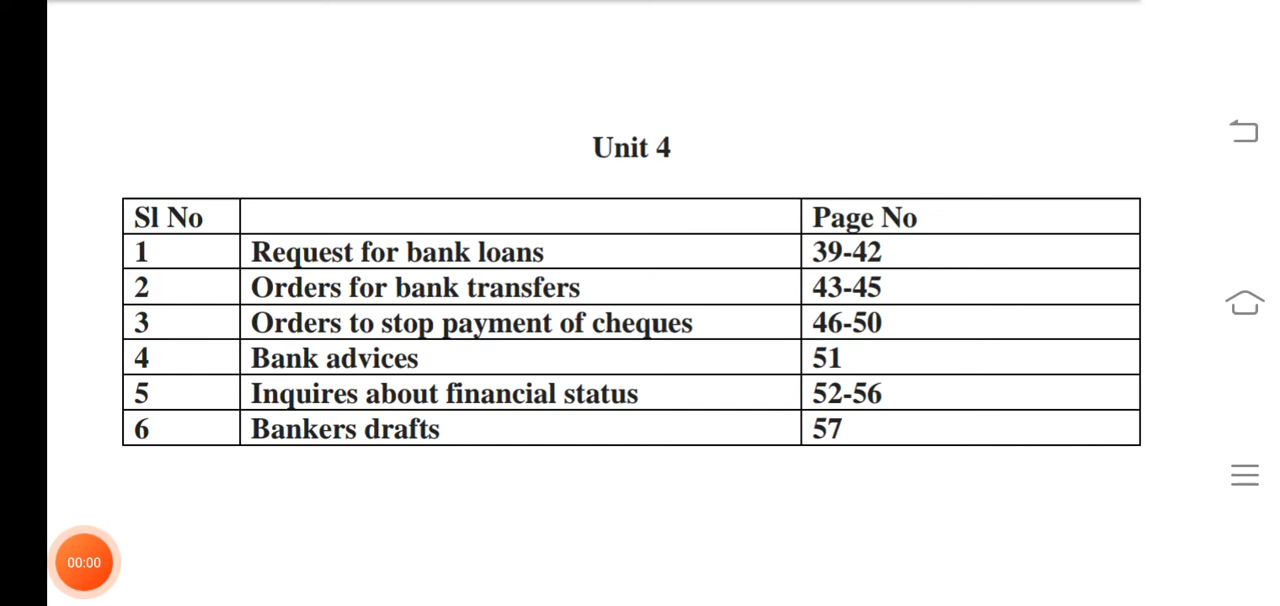 Unit 4
Sl No Page No
1 Request for bank loans 39-42
2 Orders for bank transfers 43-45
3 Orders to stop payment of cheques 46-50
4 Bank advices 51
5 Inquires about financial status 52-56
6 Bankers drafts 57
00:00